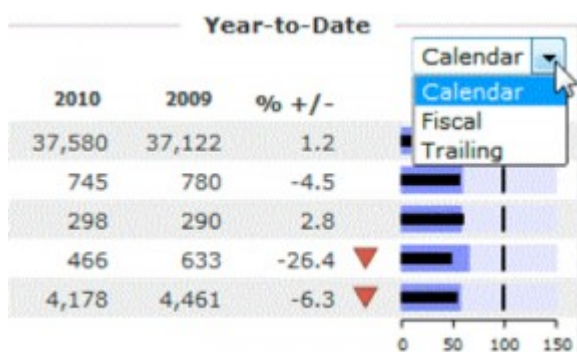 Year-to-Date
Calendar
Calendar
Fiscal
Trailing
2010 2009 % +/-
37,580 37,122 1.2
745 780 -4.5
298 290 2.8
466 633 -26.4
4,178 4,461 -6.3
0 50 100 150